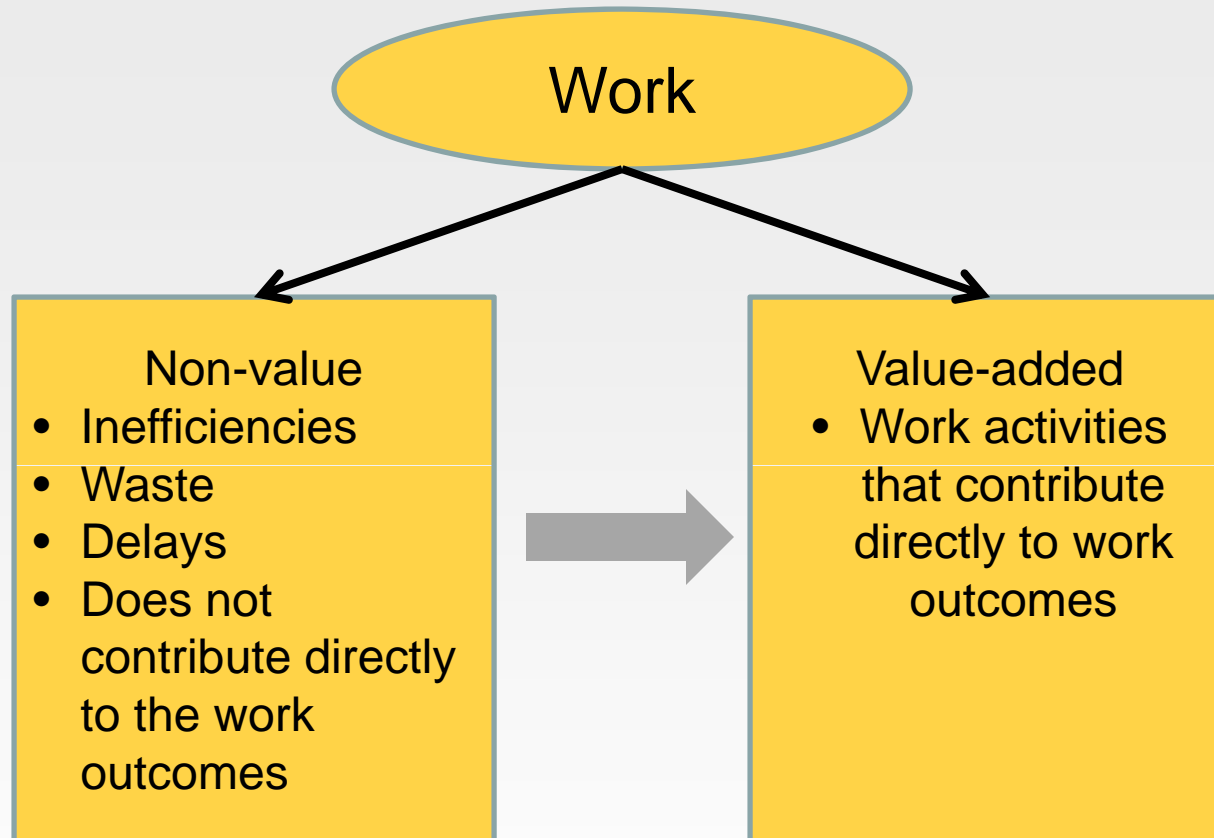 Work
Non-value
• Inefficiencies
• Waste
• Delays
• Does not
contribute directly
to the work
outcomes
Value-added
• Work activities
that contribute
directly to work
outcomes